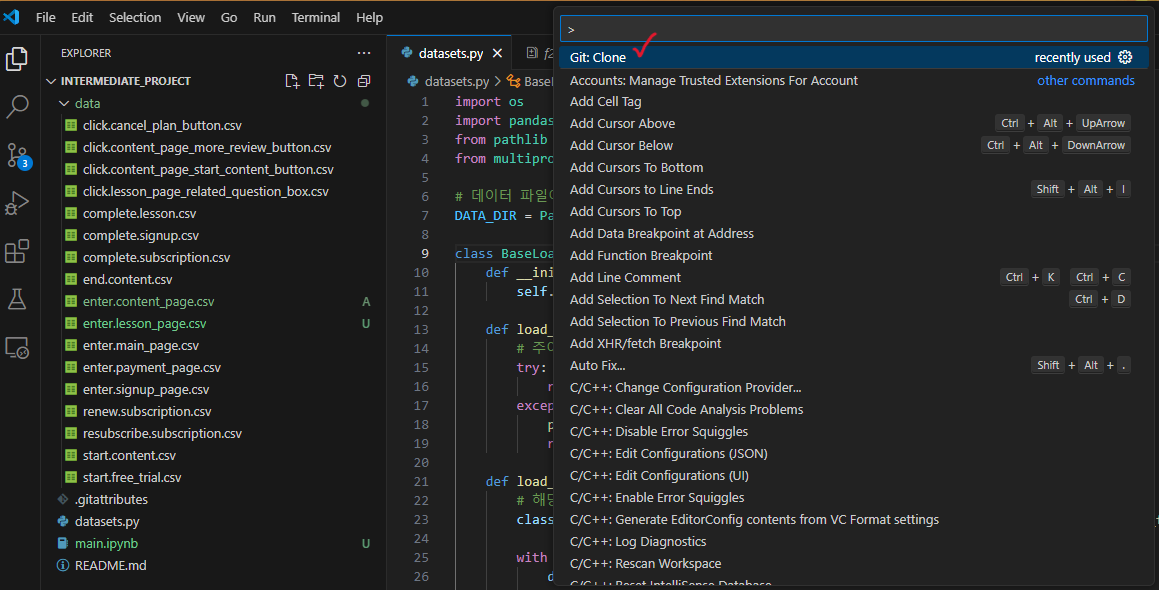 File Edit Selection View Go Run Terminal Help
EXPLORER ...
INTERMEDIATE_PROJECT
data
click.cancel_plan_button.csv
click.content_page_more_review_button.csv
click.content_page_start_content_button.csv
click.lesson_page_related_question_box.csv
complete.lesson.csv
complete.signup.csv
complete.subscription.csv
end.content.csv
enter.content_page.csv A
enter.lesson_page.csv U
enter.main_page.csv
enter.payment_page.csv
enter.signup_page.csv
renew.subscription.csv
resubscribe.subscription.csv
start.content.csv
start.free_trial.csv
.gitattributes
datasets.py
main.ipynb U
README.md
3
datasets.py
datasets.py > BaseL
1 import os
2 import pandas
3 from pathlib
4 from multipro
5
6 # 데이터 파일이
7 DATA_DIR = Pa
8
9 class BaseLoa
10 def __ini
11 self.
12
13 def load_
14 # 주어
15 try:
16 r
17 excep
18 p
19 r
20
21 def load_
22 # 해당
23 class
24
25 with
26 d
>
Git: Clone recently used
Accounts: Manage Trusted Extensions For Account other commands
Add Cell Tag
Add Cursor Above Ctrl + Alt + UpArrow
Add Cursor Below Ctrl + Alt + DownArrow
Add Cursors To Bottom
Add Cursors to Line Ends Shift + Alt + I
Add Cursors To Top
Add Data Breakpoint at Address
Add Function Breakpoint
Add Line Comment Ctrl + K Ctrl + C
Add Selection To Next Find Match Ctrl + D
Add Selection To Previous Find Match
Add XHR/fetch Breakpoint
Auto Fix... Shift + Alt + .
C/C++: Change Configuration Provider...
C/C++: Clear All Code Analysis Problems
C/C++: Disable Error Squiggles
C/C++: Edit Configurations (JSON)
C/C++: Edit Configurations (UI)
C/C++: Enable Error Squiggles
C/C++: Generate EditorConfig contents from VC Format settings
C/C++: Log Diagnostics
C/C++: Rescan Workspace
C/C++: Reset IntelliSense Database